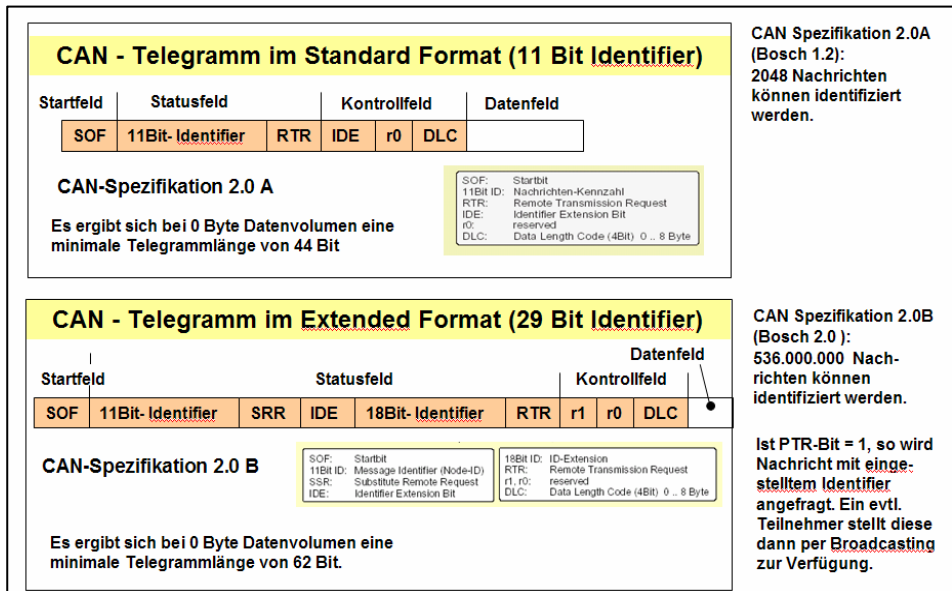 CAN - Telegramm im Standard Format (11 Bit Identifier)
Startfeld Statusfeld Kontrollfeld Datenfeld
SOF 11Bit- Identifier RTR IDE r0 DLC
CAN-Spezifikation 2.0 A
Es ergibt sich bei 0 Byte Datenvolumen eine
minimale Telegrammlänge von 44 Bit
SOF: Startbit
11Bit ID: Nachrichten-Kennzahl
RTR: Remote Transmission Request
IDE: Identifier Extension Bit
r0: reserved
DLC: Data Length Code (4Bit) 0 .. 8 Byte
CAN Spezifikation 2.0A
(Bosch 1.2):
2048 Nachrichten
können identifiziert
werden.
CAN - Telegramm im Extended Format (29 Bit Identifier)
Datenfeld
Startfeld Statusfeld Kontrollfeld
SOF 11Bit- Identifier SRR IDE 18Bit- Identifier RTR r1 r0 DLC
CAN-Spezifikation 2.0 B
SOF: Startbit
11Bit ID: Message Identifier (Node-ID)
SSR: Substitute Remote Request
IDE: Identifier Extension Bit
18Bit ID: ID-Extension
RTR: Remote Transmission Request
r1, r0: reserved
DLC: Data Length Code (4Bit) 0 .. 8 Byte
Es ergibt sich bei 0 Byte Datenvolumen eine
minimale Telegrammlänge von 62 Bit.
CAN Spezifikation 2.0B
(Bosch 2.0 ):
536.000.000 Nach-
richten können
identifiziert werden.
Ist PTR-Bit = 1, so wird
Nachricht mit einge-
stelltem Identifier
angefragt. Ein evtl.
Teilnehmer stellt diese
dann per Broadcasting
zur Verfügung.